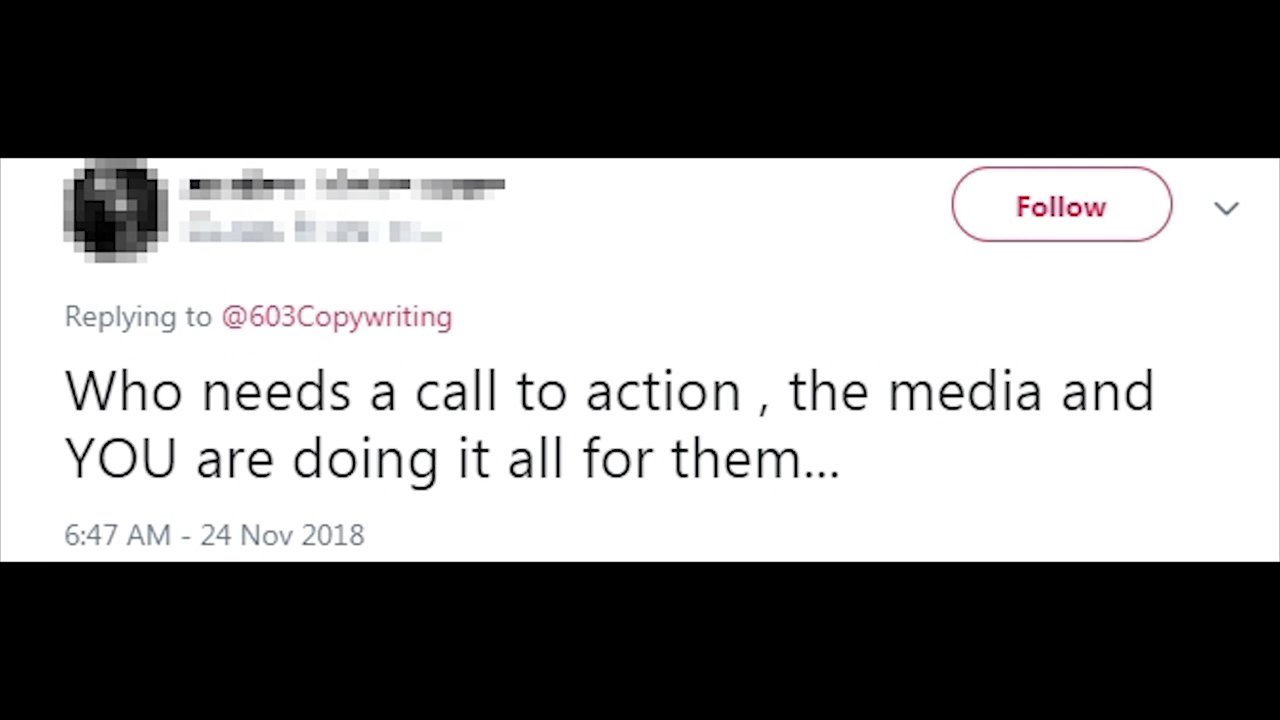 Follow
Replying to @603Copywriting
Who needs a call to action , the media and
YOU are doing it all for them...
6:47 AM - 24 Nov 2018